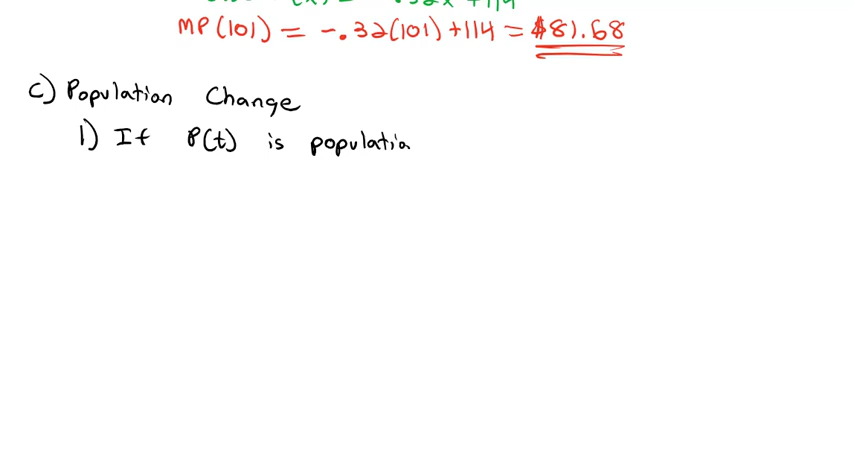 MP(101) = -.32(101)+114 = $81.68
c) Population Change
1) If P(t) is populatio